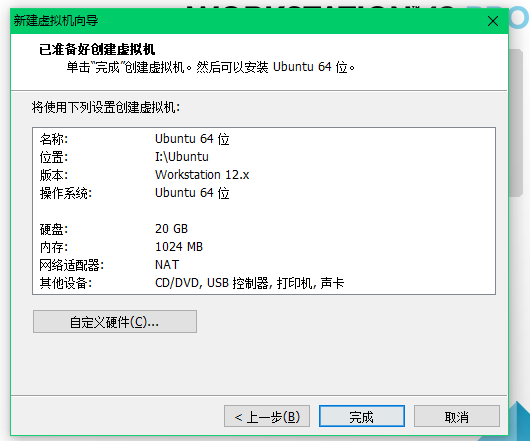 WORKSTATION™ 12 PRO
新建虚拟机向导
已准备好创建虚拟机
单击“完成”创建虚拟机。然后可以安装 Ubuntu 64 位。
将使用下列设置创建虚拟机:
名称: Ubuntu 64 位
位置: I:\Ubuntu
版本: Workstation 12.x
操作系统: Ubuntu 64 位
硬盘: 20 GB
内存: 1024 MB
网络适配器: NAT
其他设备: CD/DVD, USB 控制器, 打印机, 声卡
自定义硬件(C)...
< 上一步(B) 完成 取消